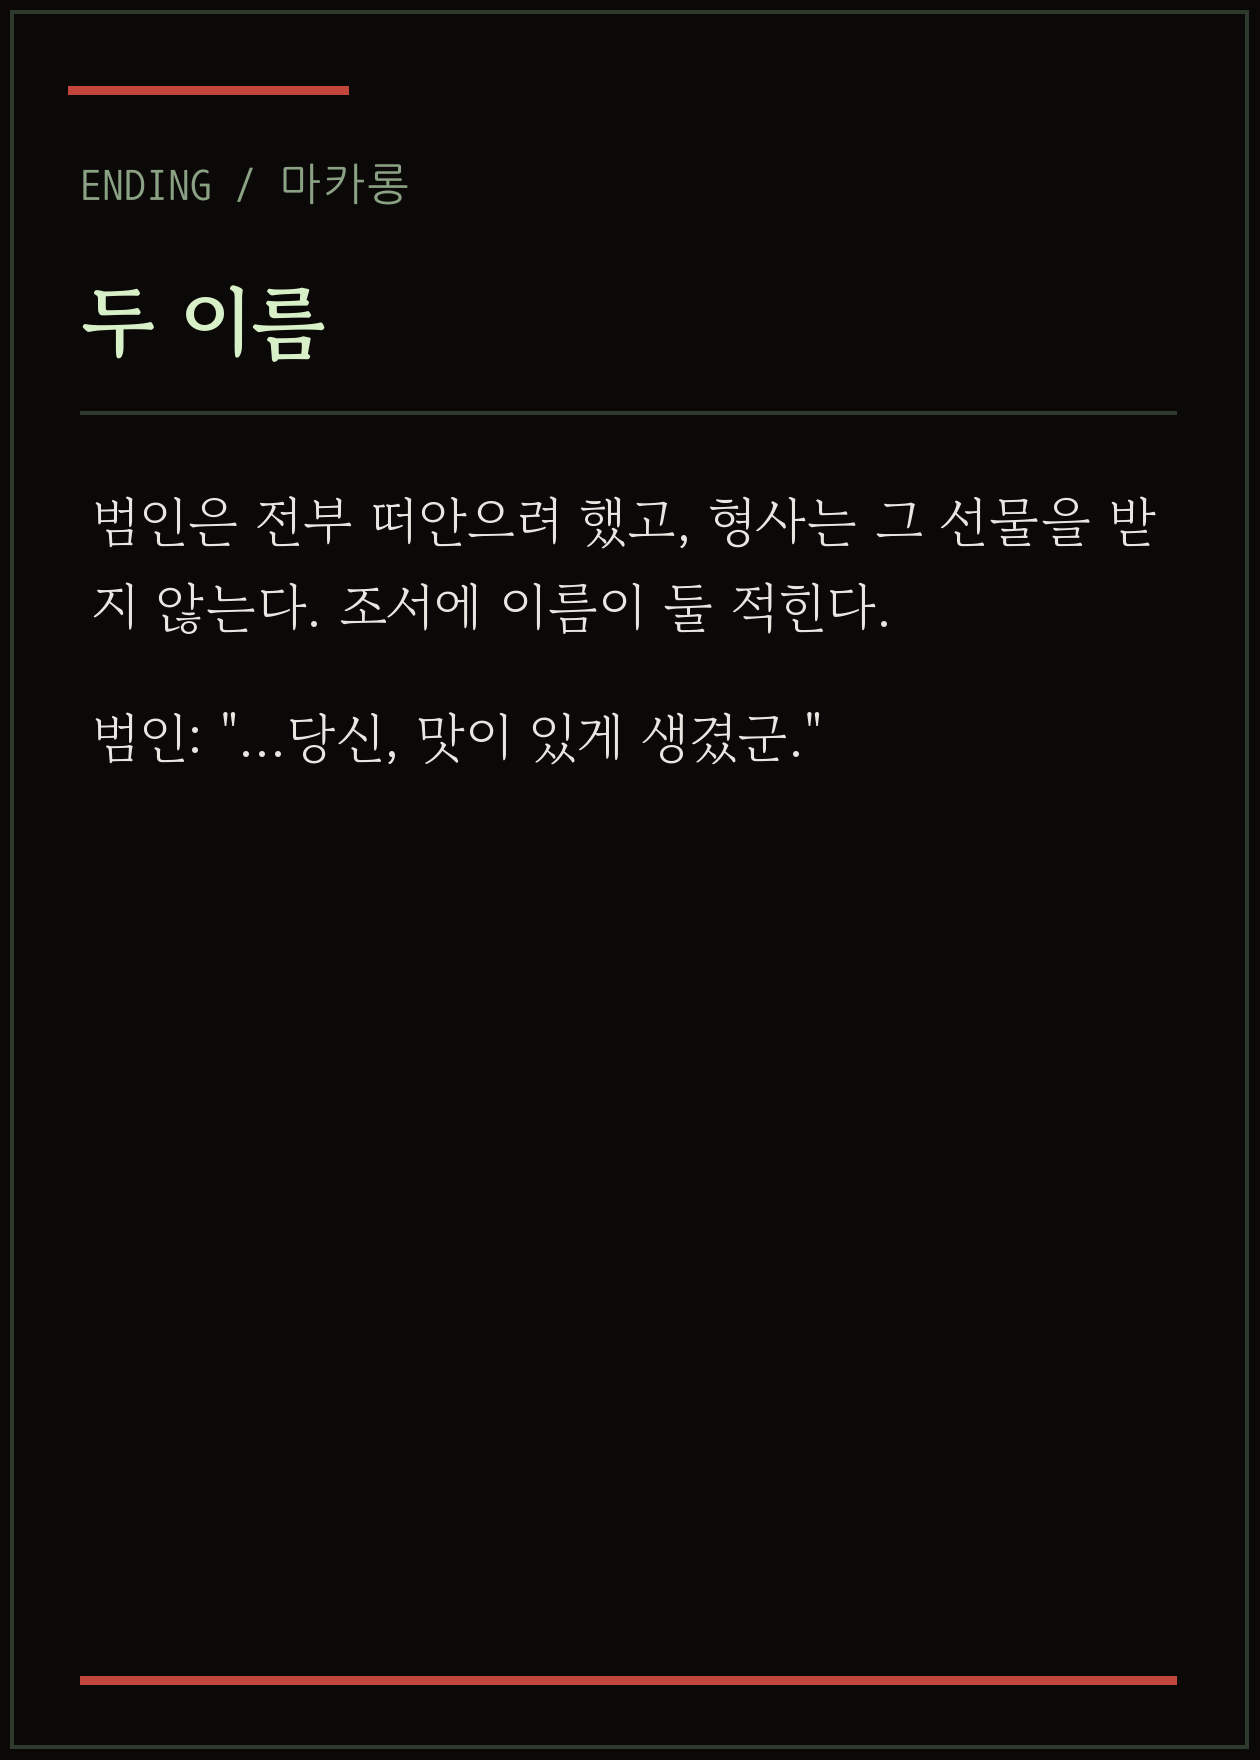 ENDING / 마카롱
두 이름
범인은 전부 떠안으려 했고, 형사는 그 선물을 받
지 않는다. 조서에 이름이 둘 적힌다.
범인: "...당신, 맛이 있게 생겼군."